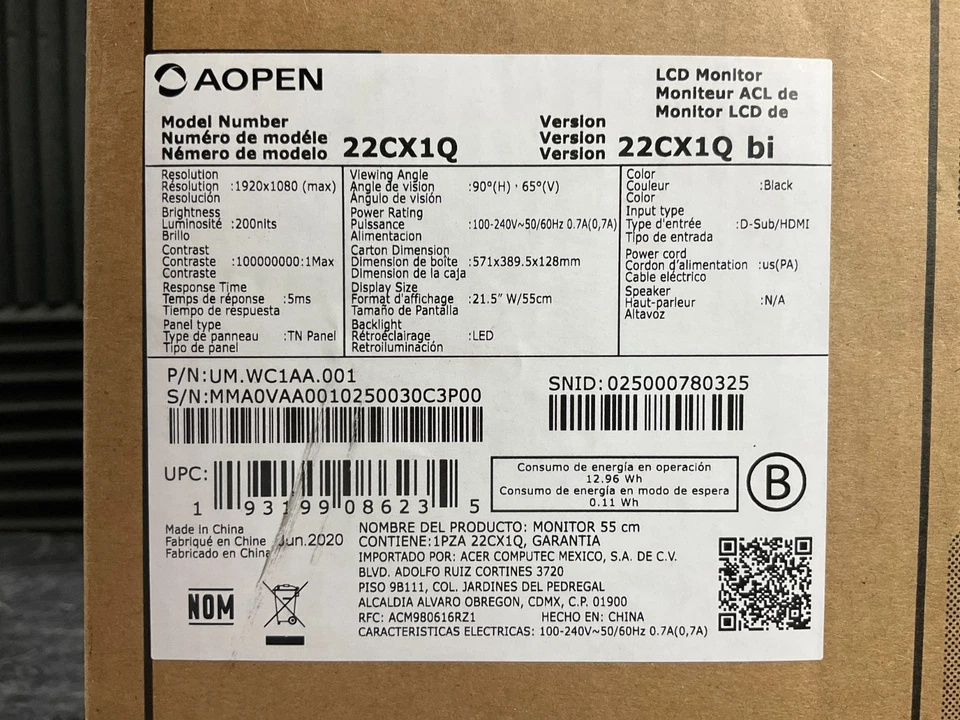 AOPEN
LCD Monitor
Moniteur ACL de
Monitor LCD de
Model Number
Numéro de modéle
Némero de modelo 22CX1Q
Version
Version
Version 22CX1Q bi
Resolution
Résolution :1920x1080 (max)
Resolución
Brightness
Luminosité :200nits
Brillo
Contrast
Contraste :100000000:1Max
Contraste
Response Time
Temps de réponse :5ms
Tiempo de respuesta
Panel type
Type de panneau :TN Panel
Tipo de panel
Viewing Angle
Angle de vision :90°(H) · 65°(V)
Ángulo de visión
Power Rating
Puissance :100-240V~50/60Hz 0.7A(0,7A)
Alimentacion
Carton Dimension
Dimension de boîte :571x389.5x128mm
Dimension de la caja
Display Size
Format d'affichage :21.5" W/55cm
Tamaño de Pantalla
Backlight
Rétroéclairage :LED
Retroiluminación
Color
Couleur :Black
Color
Input type
Type d'entrée :D-Sub/HDMI
Tipo de entrada
Power cord
Cordon d'alimentation :us(PA)
Cable eléctrico
Speaker
Haut-parleur :N/A
Altavoz
P/N:UM.WC1AA.001
S/N:MMA0VAA0010250030C3P00
SNID:025000780325
UPC:
1 93199 08623 5
Consumo de energía en operación
12.96 Wh
Consumo de energía en modo de espera
0.11 Wh
B
Made in China
Fabriqué en Chine Jun.2020
Fabricado en China
NOM
NOMBRE DEL PRODUCTO: MONITOR 55 cm
CONTIENE:1PZA 22CX1Q, GARANTIA
IMPORTADO POR: ACER COMPUTEC MEXICO, S.A. DE C.V.
BLVD. ADOLFO RUIZ CORTINES 3720
PISO 9B111, COL. JARDINES DEL PEDREGAL
ALCALDIA ALVARO OBREGON, CDMX, C.P. 01900
RFC: ACM980616RZ1 HECHO EN: CHINA
CARACTERISTICAS ELECTRICAS: 100-240V~50/60Hz 0.7A(0,7A)